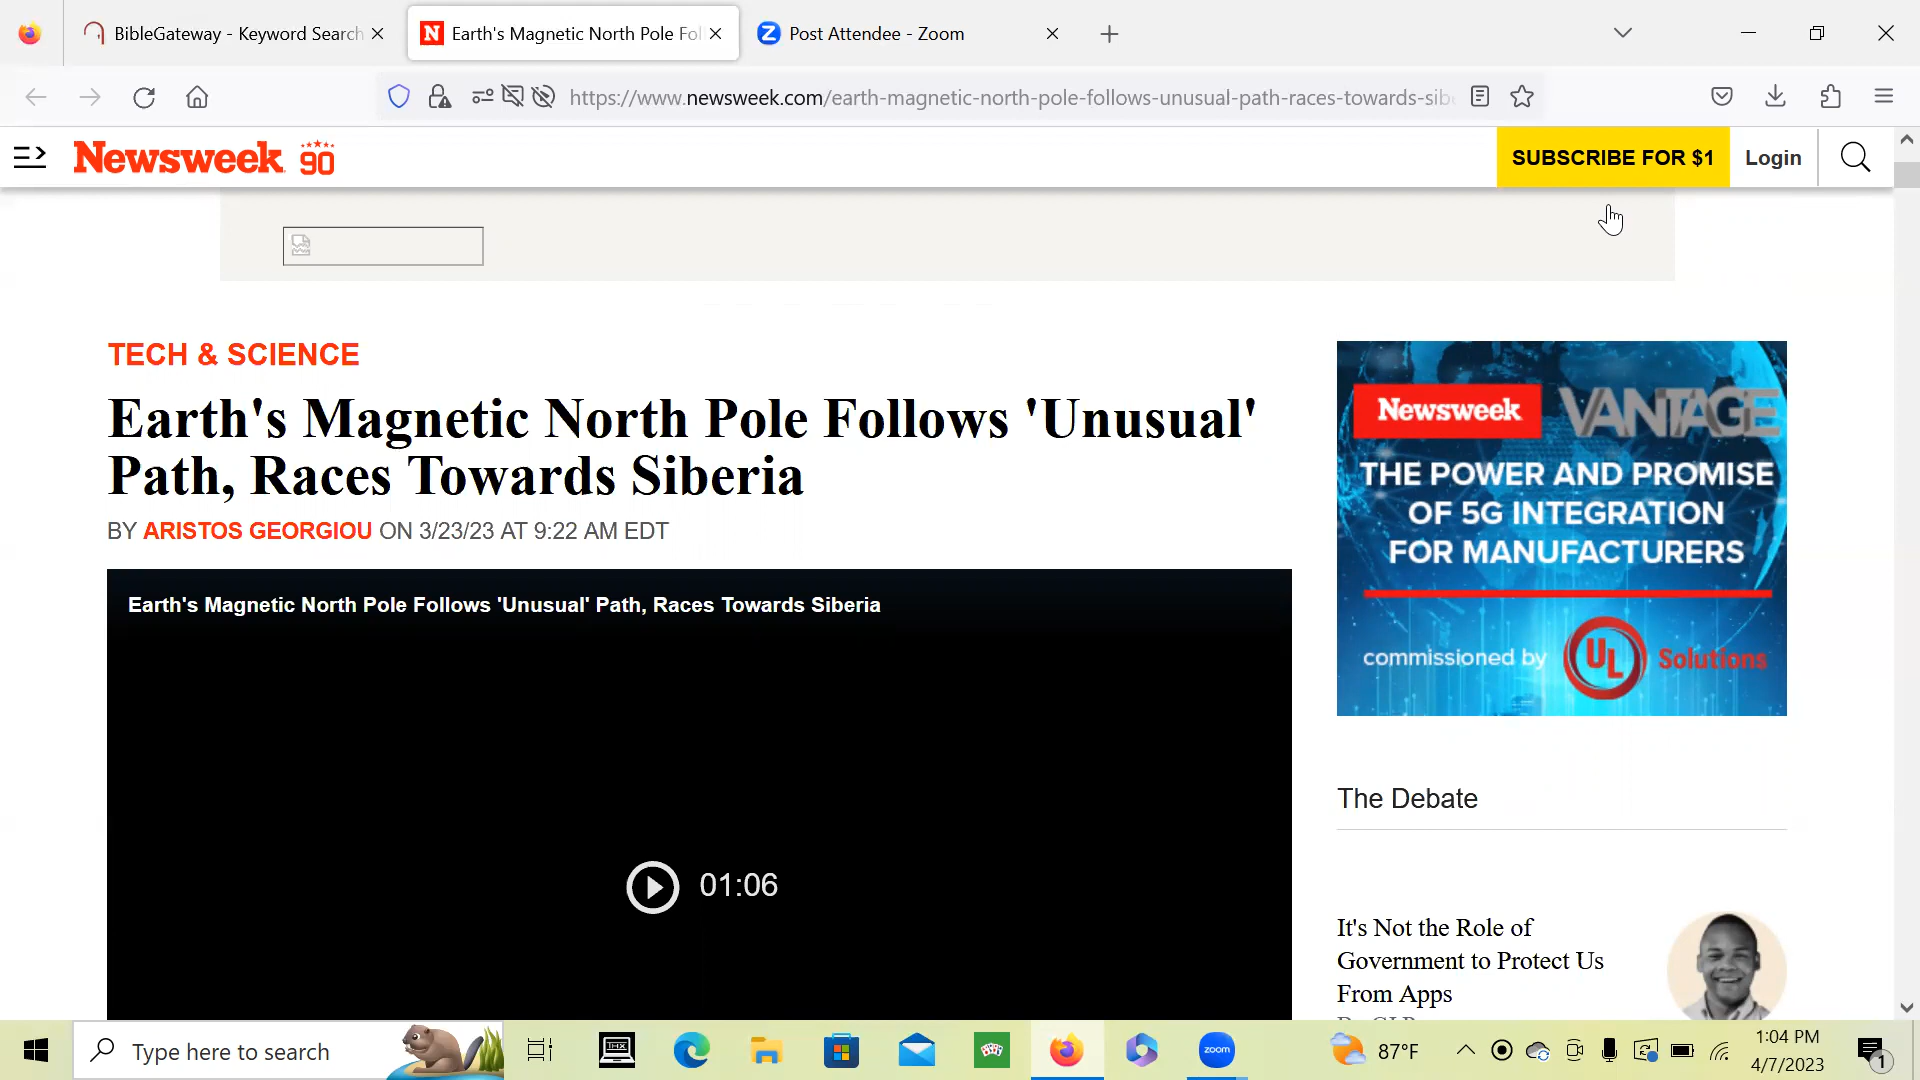 BibleGateway - Keyword Search
Earth's Magnetic North Pole Fol
Post Attendee - Zoom
https://www.newsweek.com/earth-magnetic-north-pole-follows-unusual-path-races-towards-sib
Newsweek 90
SUBSCRIBE FOR $1
Login
TECH & SCIENCE
Earth's Magnetic North Pole Follows 'Unusual'
Path, Races Towards Siberia
BY ARISTOS GEORGIOU ON 3/23/23 AT 9:22 AM EDT
Earth's Magnetic North Pole Follows 'Unusual' Path, Races Towards Siberia
01:06
Newsweek VANTAGE
THE POWER AND PROMISE
OF 5G INTEGRATION
FOR MANUFACTURERS
commissioned by UL Solutions
The Debate
It's Not the Role of
Government to Protect Us
From Apps
Type here to search
THX
zoom
87°F
1:04 PM
4/7/2023
1